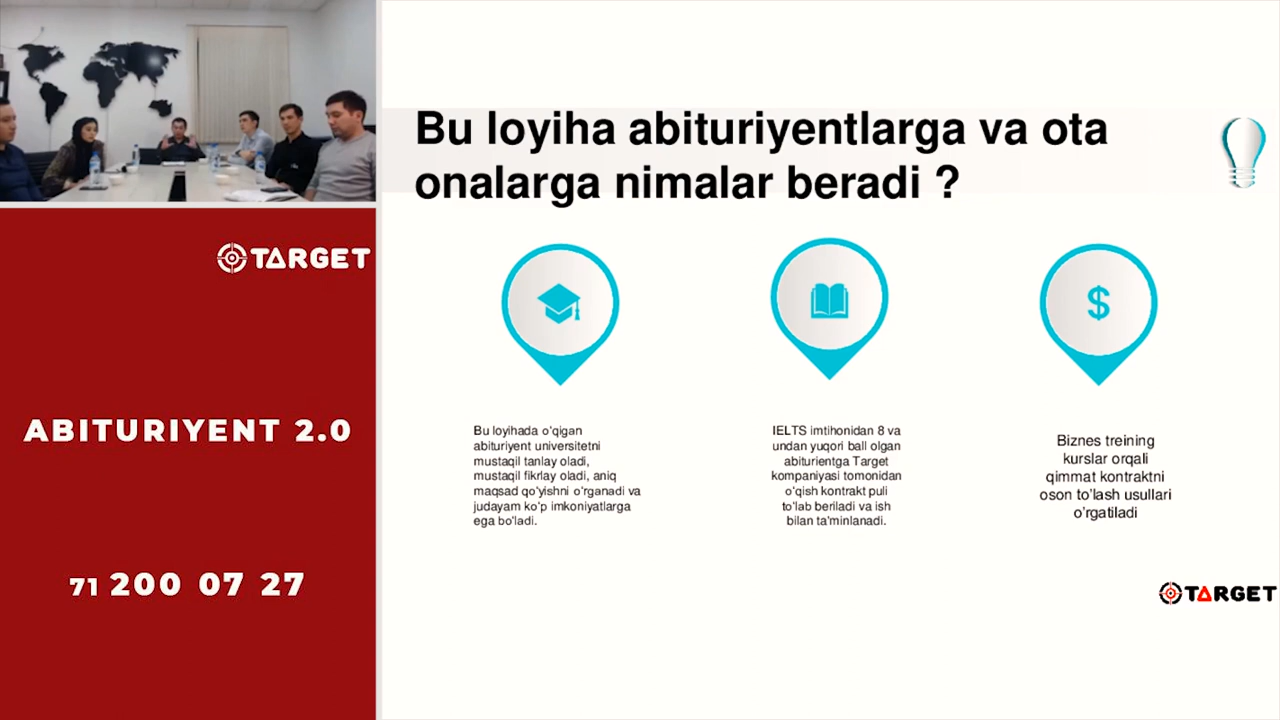 TARGET
ABITURIYENT 2.0
71 200 07 27
Bu loyiha abituriyentlarga va ota
onalarga nimalar beradi ?
Bu loyihada o'qigan
abituriyent universitetni
mustaqil tanlay oladi,
mustaqil fikrlay oladi, aniq
maqsad qo'yishni o'rganadi va
judayam ko'p imkoniyatlarga
ega bo'ladi.
IELTS imtihonidan 8 va
undan yuqori ball olgan
abiturientga Target
kompaniyasi tomonidan
o'qish kontrakt puli
to'lab beriladi va ish
bilan ta'minlanadi.
$
Biznes treining
kurslar orqali
qimmat kontraktni
oson to'lash usullari
o'rgatiladi
TARGET